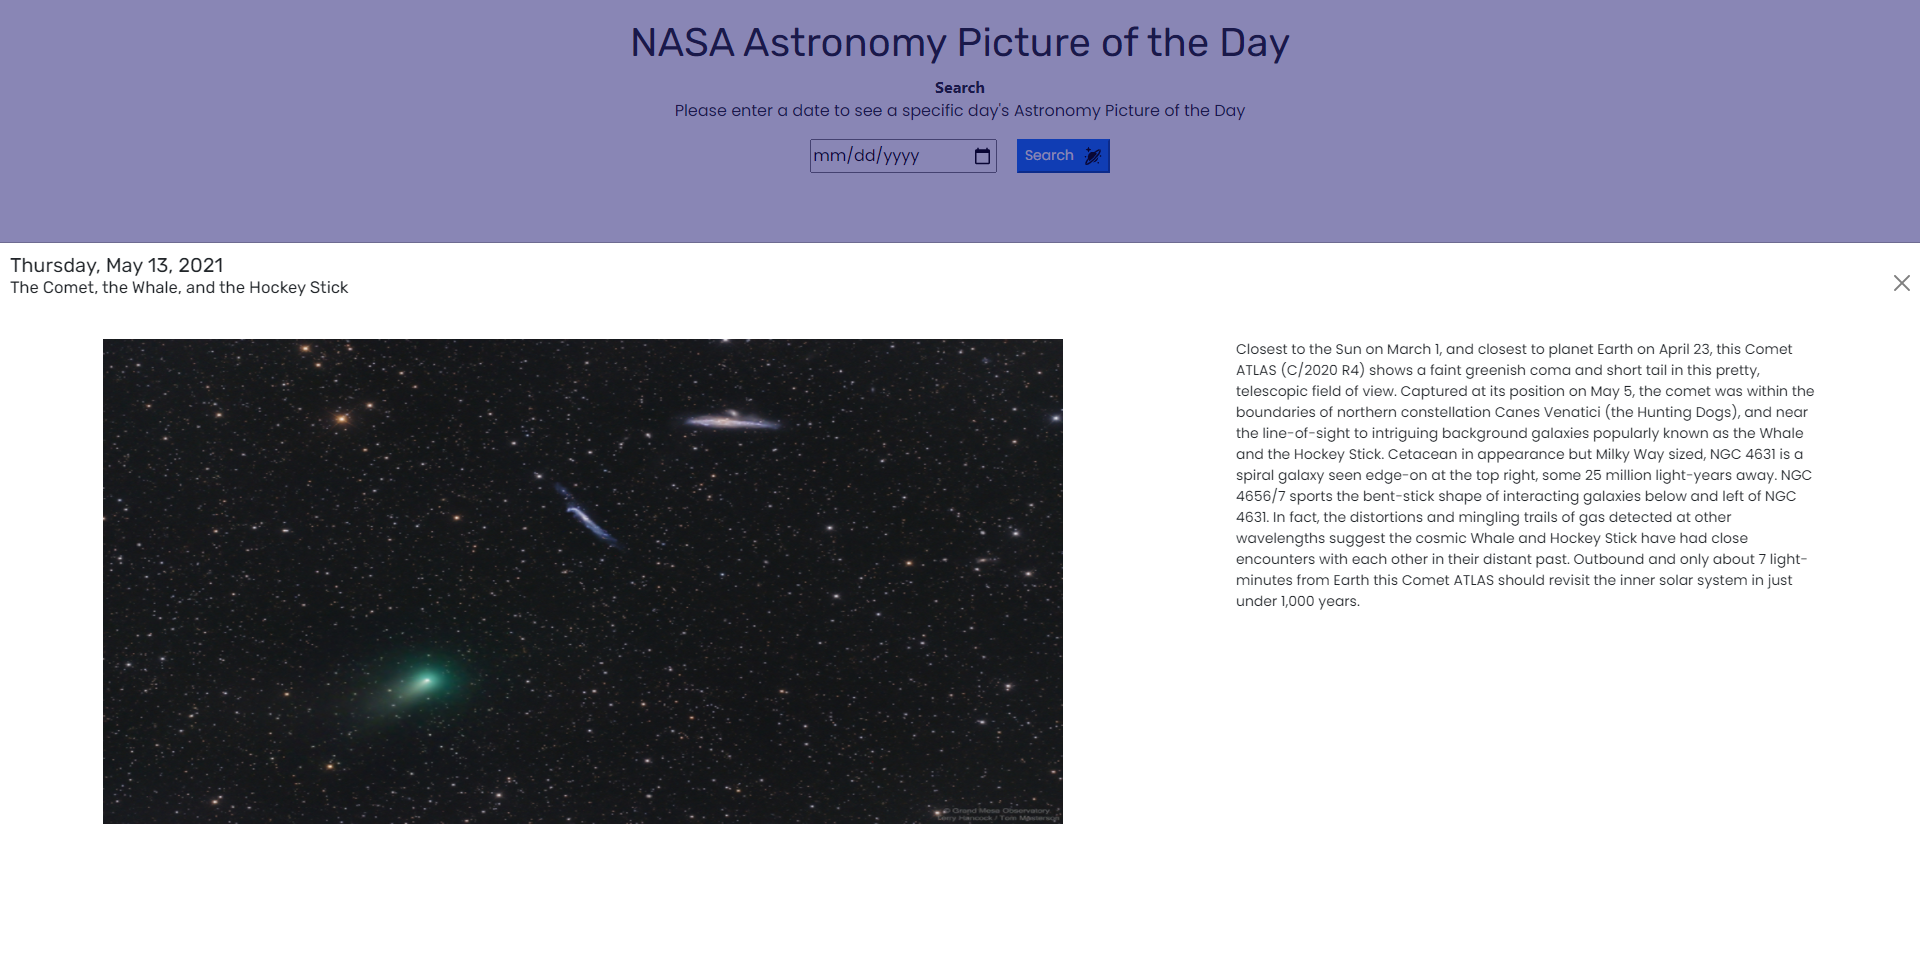 NASA Astronomy Picture of the Day
Search
Please enter a date to see a specific day's Astronomy Picture of the Day
mm/dd/yyyy
Search
Thursday, May 13, 2021
The Comet, the Whale, and the Hockey Stick
Closest to the Sun on March 1, and closest to planet Earth on April 23, this Comet
ATLAS (C/2020 R4) shows a faint greenish coma and short tail in this pretty,
telescopic field of view. Captured at its position on May 5, the comet was within the
boundaries of northern constellation Canes Venatici (the Hunting Dogs), and near
the line-of-sight to intriguing background galaxies popularly known as the Whale
and the Hockey Stick. Cetacean in appearance but Milky Way sized, NGC 4631 is a
spiral galaxy seen edge-on at the top right, some 25 million light-years away. NGC
4656/7 sports the bent-stick shape of interacting galaxies below and left of NGC
4631. In fact, the distortions and mingling trails of gas detected at other
wavelengths suggest the cosmic Whale and Hockey Stick have had close
encounters with each other in their distant past. Outbound and only about 7 light-
minutes from Earth this Comet ATLAS should revisit the inner solar system in just
under 1,000 years.
© Grand Mesa Observatory
Terry Hancock / Tom Masterson